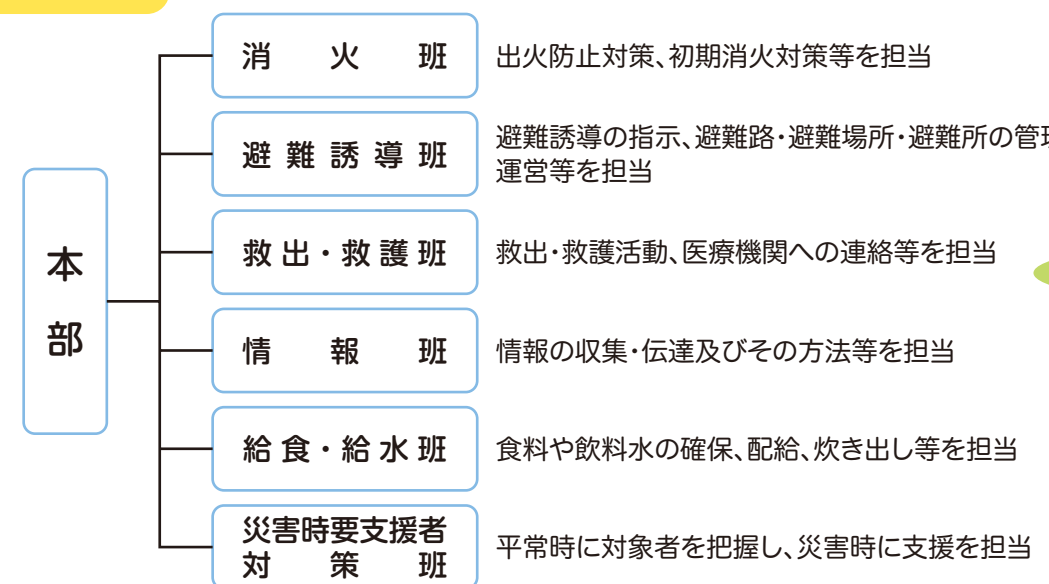 本部
消火班
出火防止対策、初期消火対策等を担当
避難誘導班
避難誘導の指示、避難路・避難場所・避難所の管理
運営等を担当
救出・救護班
救出・救護活動、医療機関への連絡等を担当
情報班
情報の収集・伝達及びその方法等を担当
給食・給水班
食料や飲料水の確保、配給、炊き出し等を担当
災害時要支援者
対策班
平常時に対象者を把握し、災害時に支援を担当